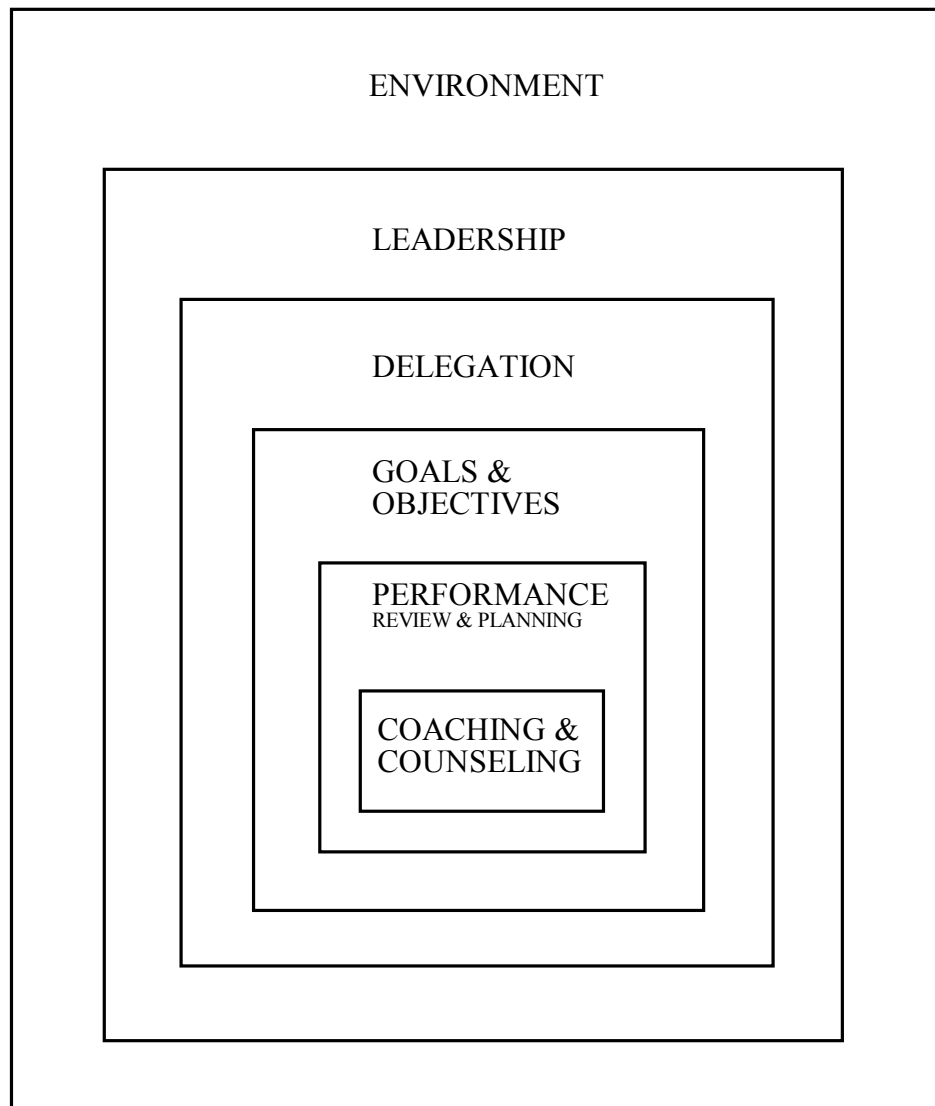 ENVIRONMENT
LEADERSHIP
DELEGATION
GOALS &
OBJECTIVES
PERFORMANCE
REVIEW & PLANNING
COACHING &
COUNSELING